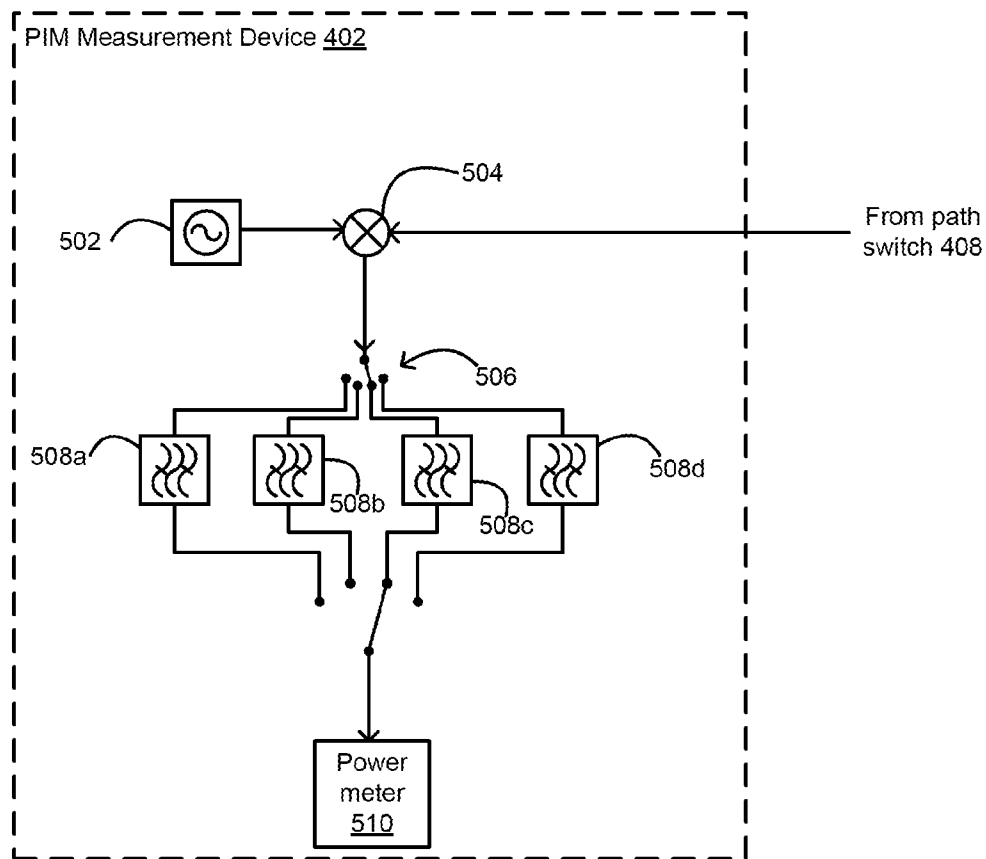 PIM Measurement Device 402
504
502
From path
switch 408
506
508a
508b
508c
508d
Power
meter
510